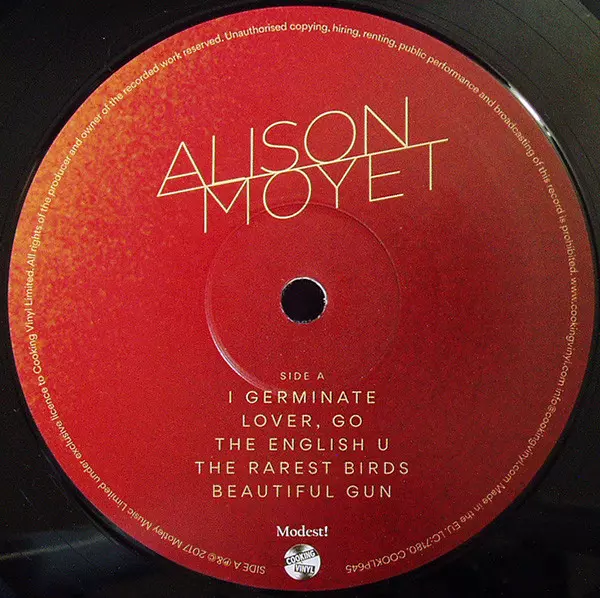 ALISON
MOYET
SIDE A
I GERMINATE
LOVER, GO
THE ENGLISH U
THE RAREST BIRDS
BEAUTIFUL GUN
Modest!
COOKING
VINYL
SIDE A ℗&© 2017 Motley Music Limited under exclusive licence to Cooking Vinyl Limited. All rights of the producer and owner of the recorded work reserved. Unauthorised copying, hiring, renting, public performance and broadcasting of this record is prohibited. www.cookingvinyl.com info@cookingvinyl.com Made in the EU. LC-7180. COOKLP645